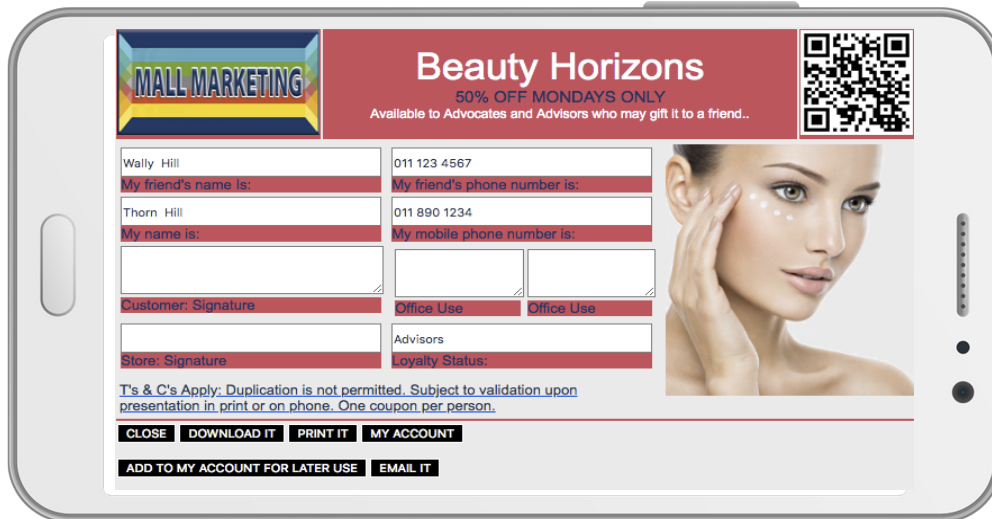 MALL MARKETING
Beauty Horizons
50% OFF MONDAYS ONLY
Available to Advocates and Advisors who may gift it to a friend..
Wally Hill
011 123 4567
My friend's name Is:
My friend's phone number is:
Thorn Hill
011 890 1234
My name is:
My mobile phone number is:
Customer: Signature
Office Use
Office Use
Advisors
Store: Signature
Loyalty Status:
T's & C's Apply: Duplication is not permitted. Subject to validation upon
presentation in print or on phone. One coupon per person.
CLOSE DOWNLOAD IT PRINT IT MY ACCOUNT
ADD TO MY ACCOUNT FOR LATER USE EMAIL IT